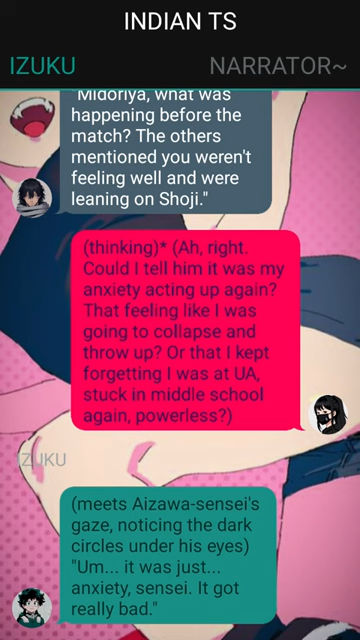 INDIAN TS
IZUKU NARRATOR~
"Midoriya, what was
happening before the
match? The others
mentioned you weren't
feeling well and were
leaning on Shoji."
(thinking)* (Ah, right.
Could I tell him it was my
anxiety acting up again?
That feeling like I was
going to collapse and
throw up? Or that I kept
forgetting I was at UA,
stuck in middle school
again, powerless?)
IZUKU
(meets Aizawa-sensei's
gaze, noticing the dark
circles under his eyes)
"Um... it was just...
anxiety, sensei. It got
really bad."